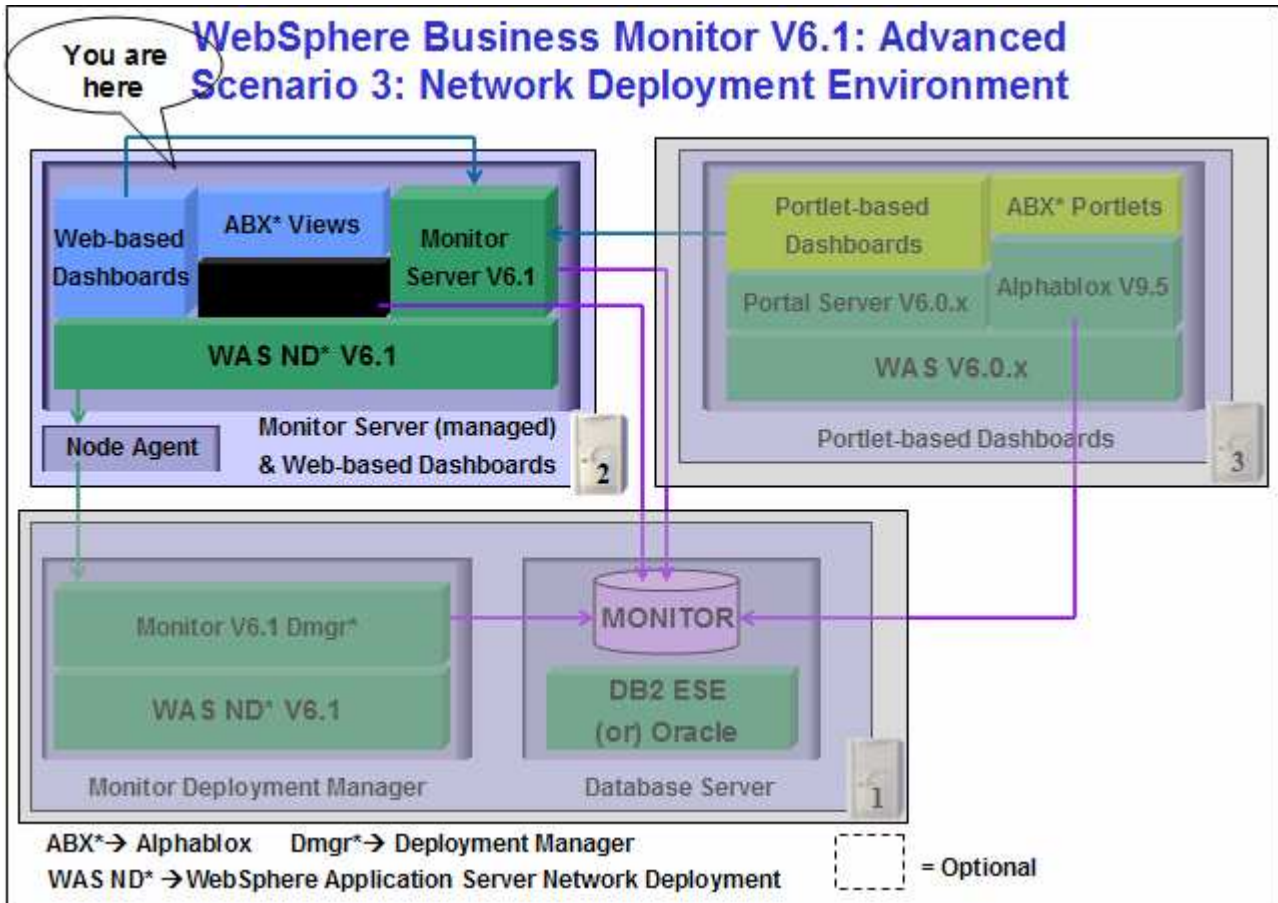 You are
here
WebSphere Business Monitor V6.1: Advanced
Scenario 3: Network Deployment Environment
Web-based
Dashboards
ABX* Views
Monitor
Server V6.1
WAS ND* V6.1
Node Agent
Monitor Server (managed)
& Web-based Dashboards
2
Portlet-based
Dashboards
ABX* Portlets
Portal Server V6.0.x
Alphablox V9.5
WAS V6.0.x
Portlet-based Dashboards
3
Monitor V6.1 Dmgr*
WAS ND* V6.1
Monitor Deployment Manager
MONITOR
DB2 ESE
(or) Oracle
Database Server
1
ABX*→ Alphablox Dmgr*→ Deployment Manager
WAS ND* →WebSphere Application Server Network Deployment
= Optional